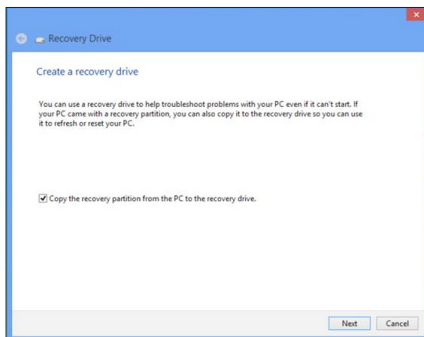 Recovery Drive
Create a recovery drive
You can use a recovery drive to help troubleshoot problems with your PC even if it can't start. If
your PC came with a recovery partition, you can also copy it to the recovery drive so you can use
it to refresh or reset your PC.
Copy the recovery partition from the PC to the recovery drive.
Next Cancel